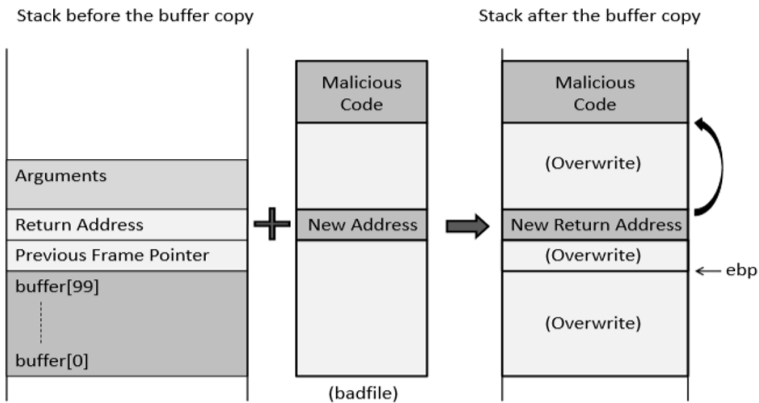 Stack before the buffer copy
Stack after the buffer copy
Arguments
Return Address
Previous Frame Pointer
buffer[99]
buffer[0]
Malicious
Code
New Address
(badfile)
Malicious
Code
(Overwrite)
New Return Address
(Overwrite)
ebp
(Overwrite)